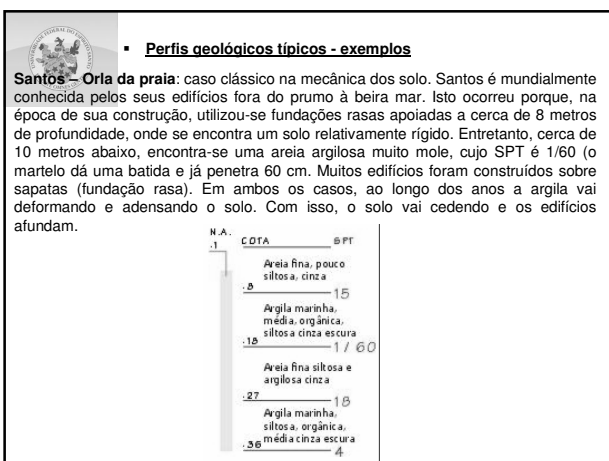 ▪ Perfis geológicos típicos - exemplos
Santos – Orla da praia: caso clássico na mecânica dos solo. Santos é mundialmente
conhecida pelos seus edifícios fora do prumo à beira mar. Isto ocorreu porque, na
época de sua construção, utilizou-se fundações rasas apoiadas a cerca de 8 metros
de profundidade, onde se encontra um solo relativamente rígido. Entretanto, cerca de
10 metros abaixo, encontra-se uma areia argilosa muito mole, cujo SPT é 1/60 (o
martelo dá uma batida e já penetra 60 cm. Muitos edifícios foram construídos sobre
sapatas (fundação rasa). Em ambos os casos, ao longo dos anos a argila vai
deformando e adensando o solo. Com isso, o solo vai cedendo e os edifícios
afundam.
N.A.
.1 COTA SPT
Areia fina, pouco
siltosa, cinza
.8 15
Argila marinha,
média, orgânica,
siltosa cinza escura
.18 1 / 60
Areia fina siltosa e
argilosa cinza
.27 18
Argila marinha,
siltosa, orgânica,
média cinza escura
.36 4